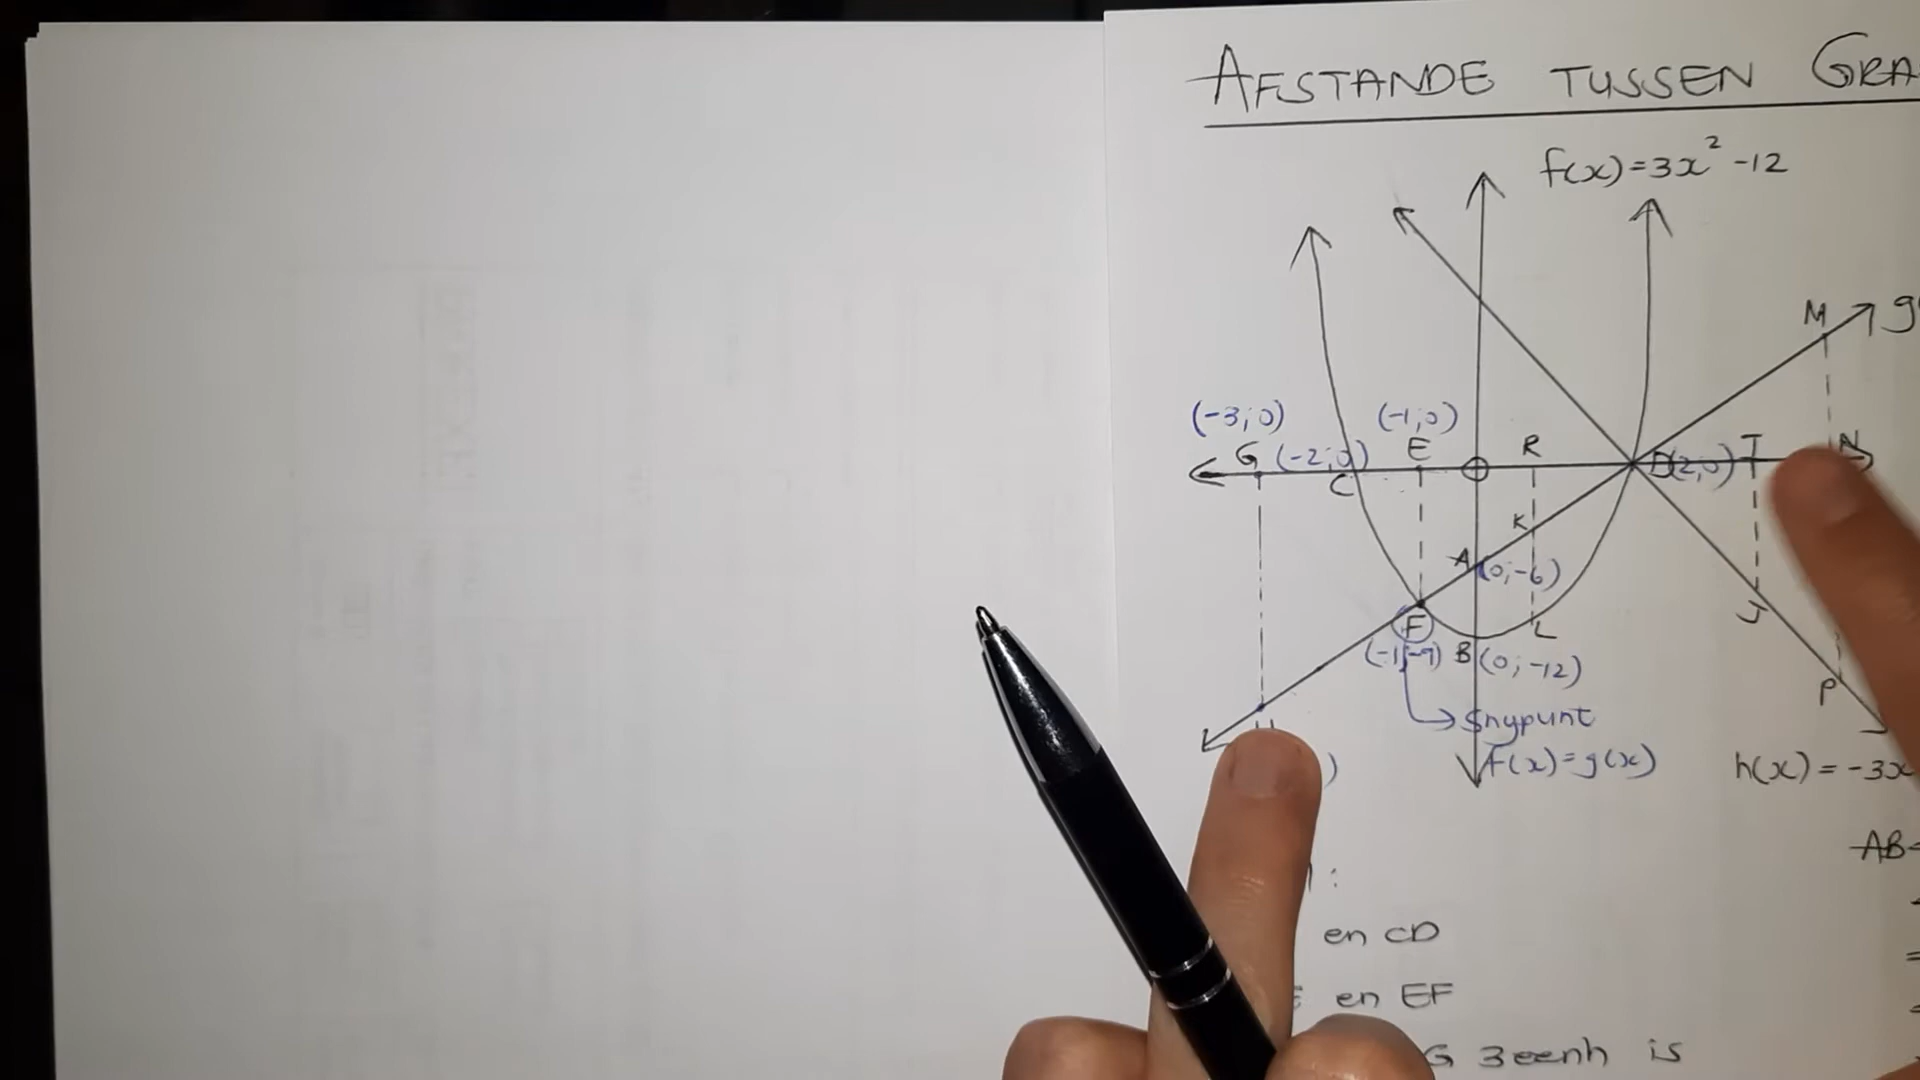 AFSTANDE TUSSEN
f(x)=3x²-12
M
(-3;0)
(-1;0)
G (-2;0) E R D(2;0) T N
C
K
A (0;-6)
F
L
J
(-1;-9) B (0;-12)
P
Snypunt
f(x)=g(x)
h(x)=-3x
AB
en CD
en EF
G 3eenh is